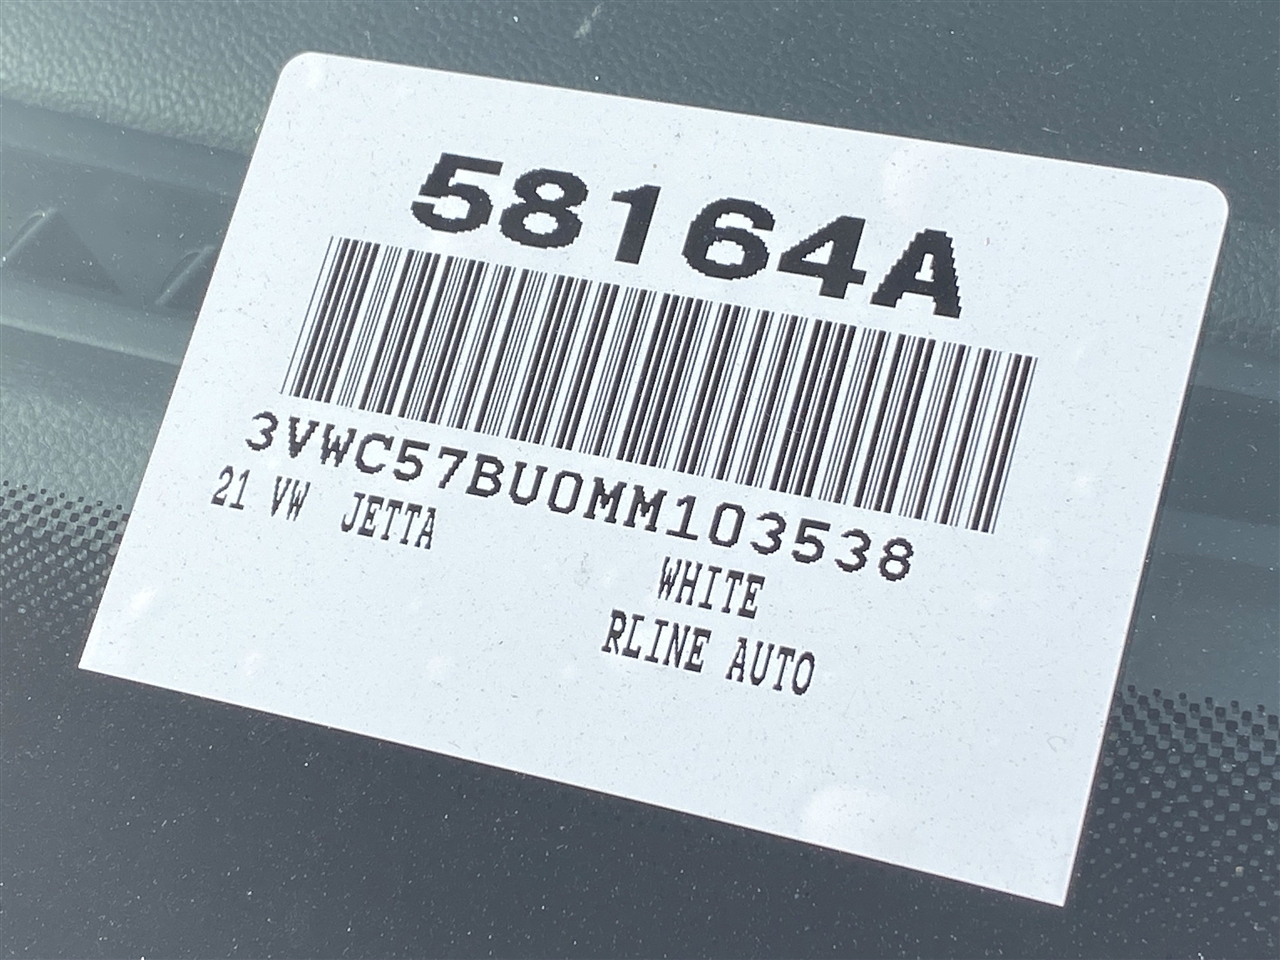 58164A
3VWC57BU0MM103538
21 VW JETTA
WHITE
RLINE AUTO